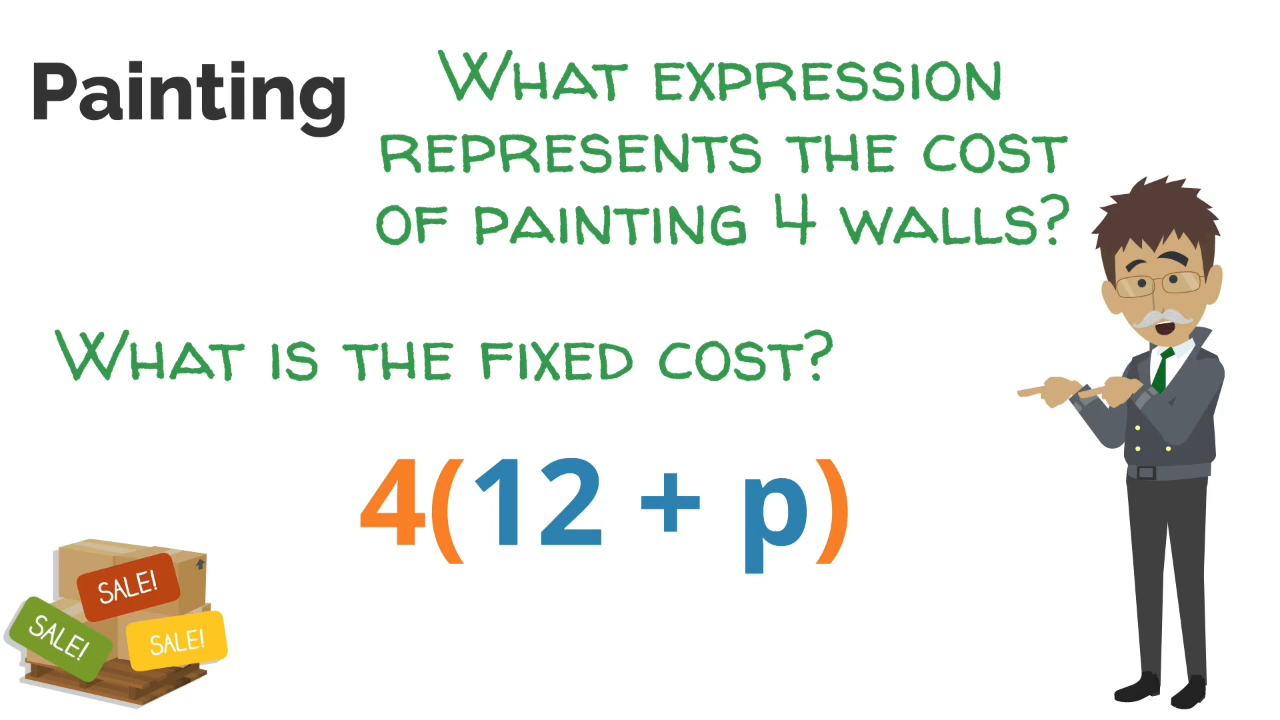 Painting
What expression
represents the cost
of painting 4 walls?
What is the fixed cost?
4(12 + p)
SALE!
SALE!
SALE!